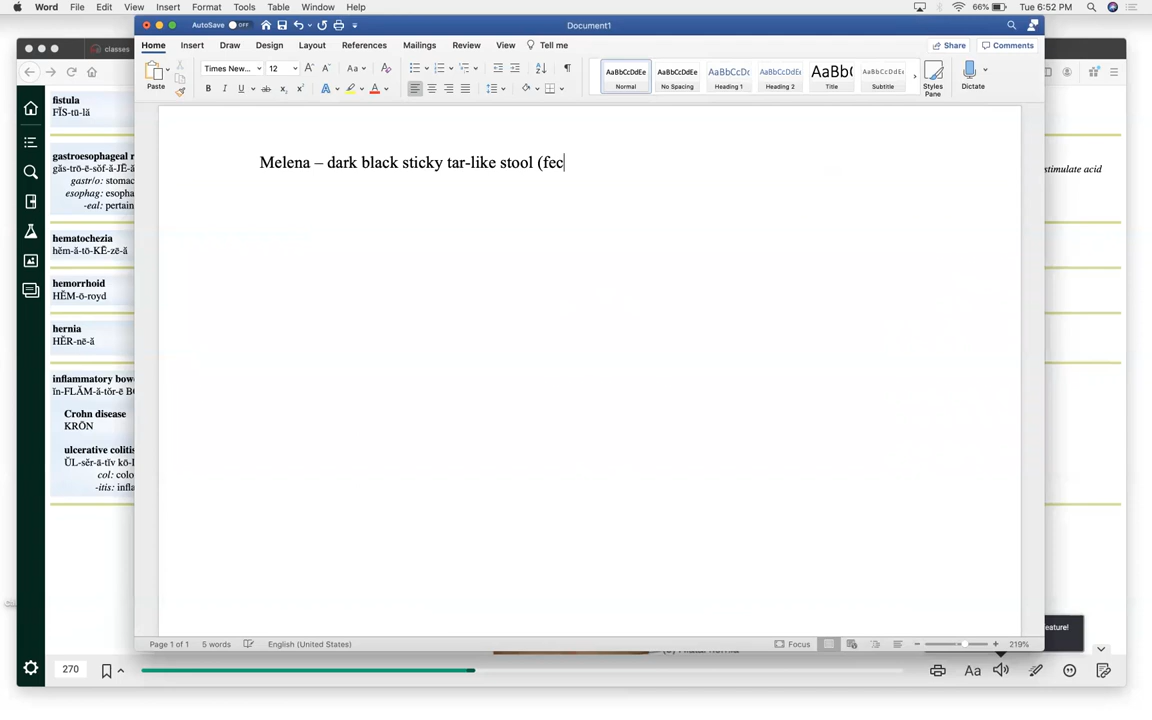 Word File Edit View Insert Format Tools Table Window Help 66% Tue 6:52 PM
AutoSave OFF Document1
classes
Home Insert Draw Design Layout References Mailings Review View Tell me Share Comments
Paste Times New... 12 Aa AaBbCcDdEe Normal AaBbCcDdEe No Spacing AaBbCcDc Heading 1 AaBbCcDdEe Heading 2 AaBb( Title AaBbCcDdEe Subtitle Styles Pane Dictate
Melena – dark black sticky tar-like stool (fec
fistula
FĬS-tū-lă
gastroesophageal r
găs-trō-ē-sŏf-ă-JĒ-ă
gastr/o: stomac
esophag: esopha
-eal: pertain
stimulate acid
hematochezia
hĕm-ă-tō-KĒ-zē-ă
hemorrhoid
HĔM-ō-royd
hernia
HĔR-nē-ă
inflammatory bow
ĭn-FLĂM-ă-tŏr-ē BO
Crohn disease
KRŌN
ulcerative colitis
ŬL-sĕr-ā-tĭv kō-L
col: colo
-itis: infla
Page 1 of 1 5 words English (United States) Focus 219%
eature!
270 Aa